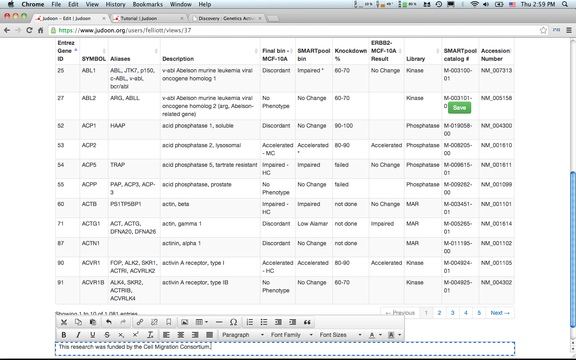 Chrome File Edit View History Bookmarks Window Help Thu 2:59 PM
Judoon - Edit | Judoon Tutorial | Judoon Discovery : Genetics Activ
https://www.judoon.org/users/felliott/views/37
Entrez Gene ID SYMBOL Aliases Description Final bin - MCF-10A SMARTpool bin Knockdown % ERBB2-MCF-10A Result Library SMARTpool catalog # Accession Number
25 ABL1 ABL, JTK7, p150, c-ABL, v-abl, bcr/abl v-abl Abelson murine leukemia viral oncogene homolog 1 Discordant Impaired * 60-70 No Change Kinase M-003100-01 NM_007313
27 ABL2 ARG, ABLL v-abl Abelson murine leukemia viral oncogene homolog 2 (arg, Abelson-related gene) No Phenotype No Change 60-70 No Change Kinase M-003101-0 NM_005158
Save
52 ACP1 HAAP acid phosphatase 1, soluble Discordant No Change 90-100 Phosphatase M-019058-00 NM_004300
53 ACP2 acid phosphatase 2, lysosomal Accelerated - MC Accelerated * 80-90 Accelerated Phosphatase M-008205-00 NM_001610
54 ACP5 TRAP acid phosphatase 5, tartrate resistant Impaired - HC Impaired failed No Change Phosphatase M-009615-01 NM_001611
55 ACPP PAP, ACP3, ACP-3 acid phosphatase, prostate No Phenotype No Change failed Phosphatase M-009262-00 NM_001099
60 ACTB PS1TP5BP1 actin, beta Impaired - HC Impaired not done No Change MAR M-003451-01 NM_001101
71 ACTG1 ACT, ACTG, DFNA20, DFNA26 actin, gamma 1 Discordant Low Alamar not done Impaired MAR M-005265-01 NM_001614
87 ACTN1 actinin, alpha 1 No Change not done MAR M-011195-00 NM_001102
90 ACVR1 FOP, ALK2, SKR1, ACTRI, ACVRLK2 activin A receptor, type I Accelerated - HC Accelerated 80-90 Accelerated Kinase M-004924-01 NM_001105
91 ACVR1B ALK4, SKR2, ACTRIB, ACVRLK4 activin A receptor, type IB No Phenotype No Change 60-70 Kinase M-004925-01 NM_004302
Showing 1 to 10 of 1,081 entries
← Previous 1 2 3 4 5 Next →
Paragraph Font Family Font Sizes
This research was funded by the Cell Migration Consortium.